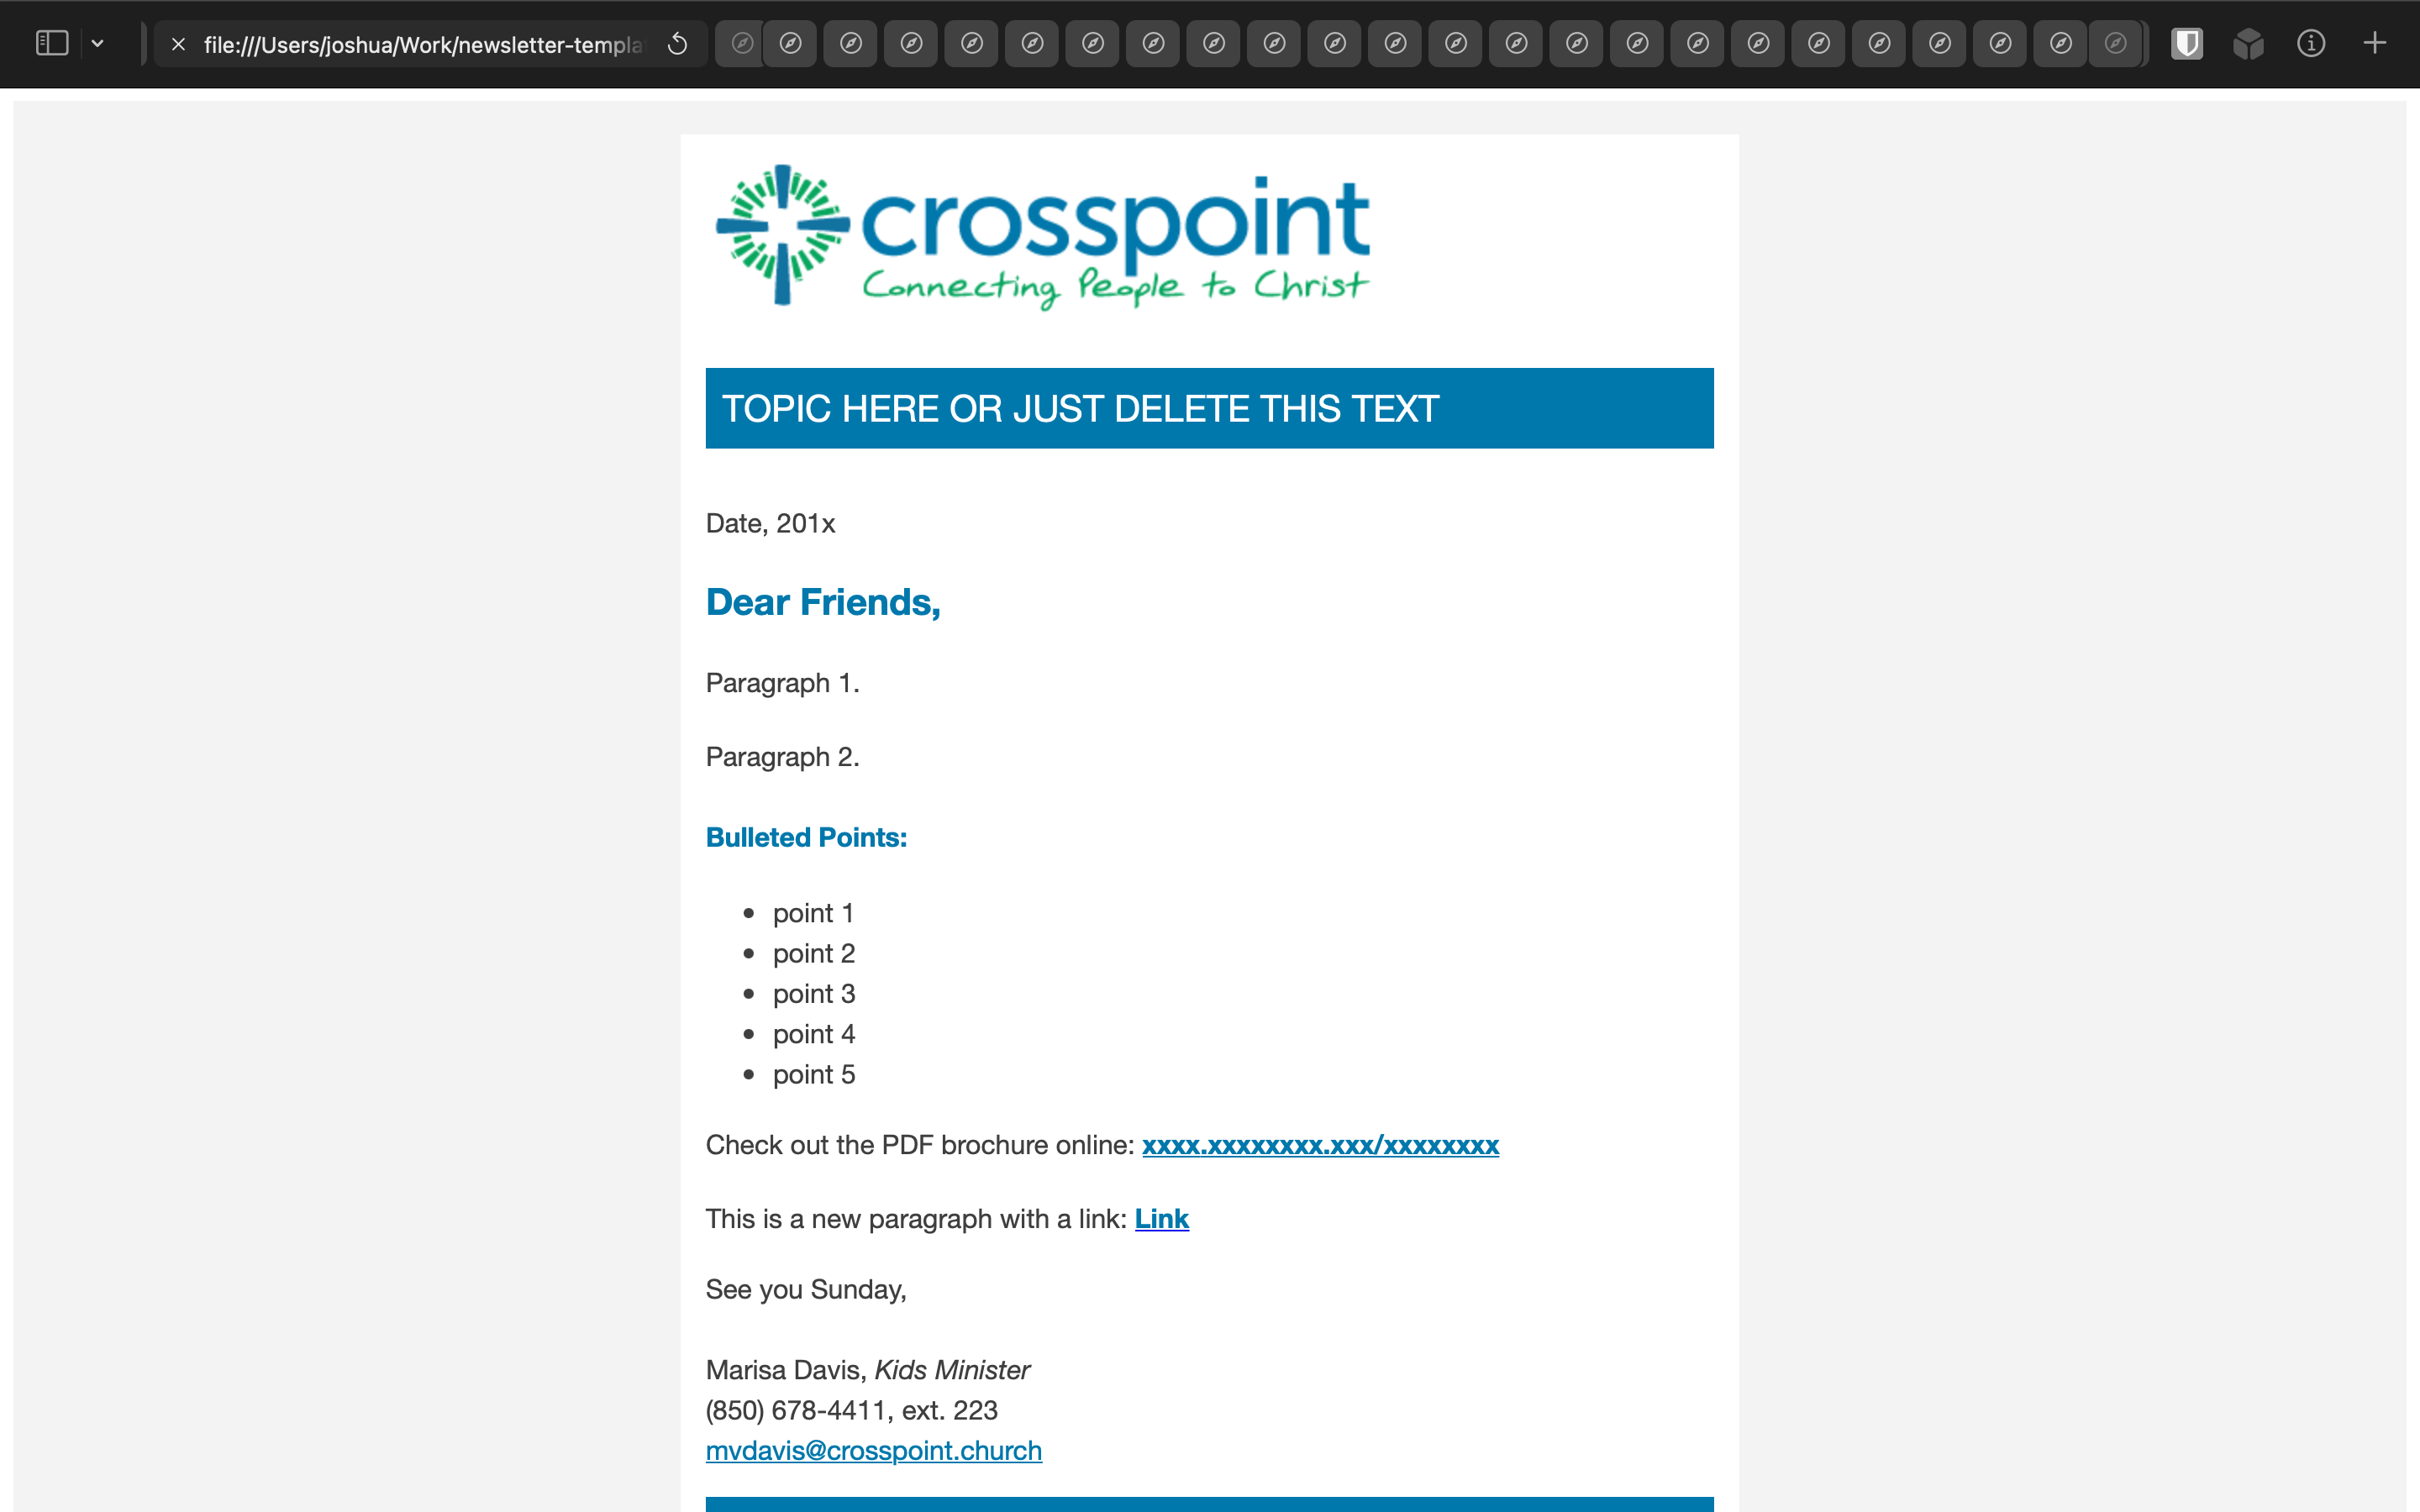 file:///Users/joshua/Work/newsletter-templa
crosspoint
Connecting People to Christ
TOPIC HERE OR JUST DELETE THIS TEXT
Date, 201x
Dear Friends,
Paragraph 1.
Paragraph 2.
Bulleted Points:
• point 1
• point 2
• point 3
• point 4
• point 5
Check out the PDF brochure online: xxxx.xxxxxxxx.xxx/xxxxxxxx
This is a new paragraph with a link: Link
See you Sunday,
Marisa Davis, Kids Minister
(850) 678-4411, ext. 223
mvdavis@crosspoint.church